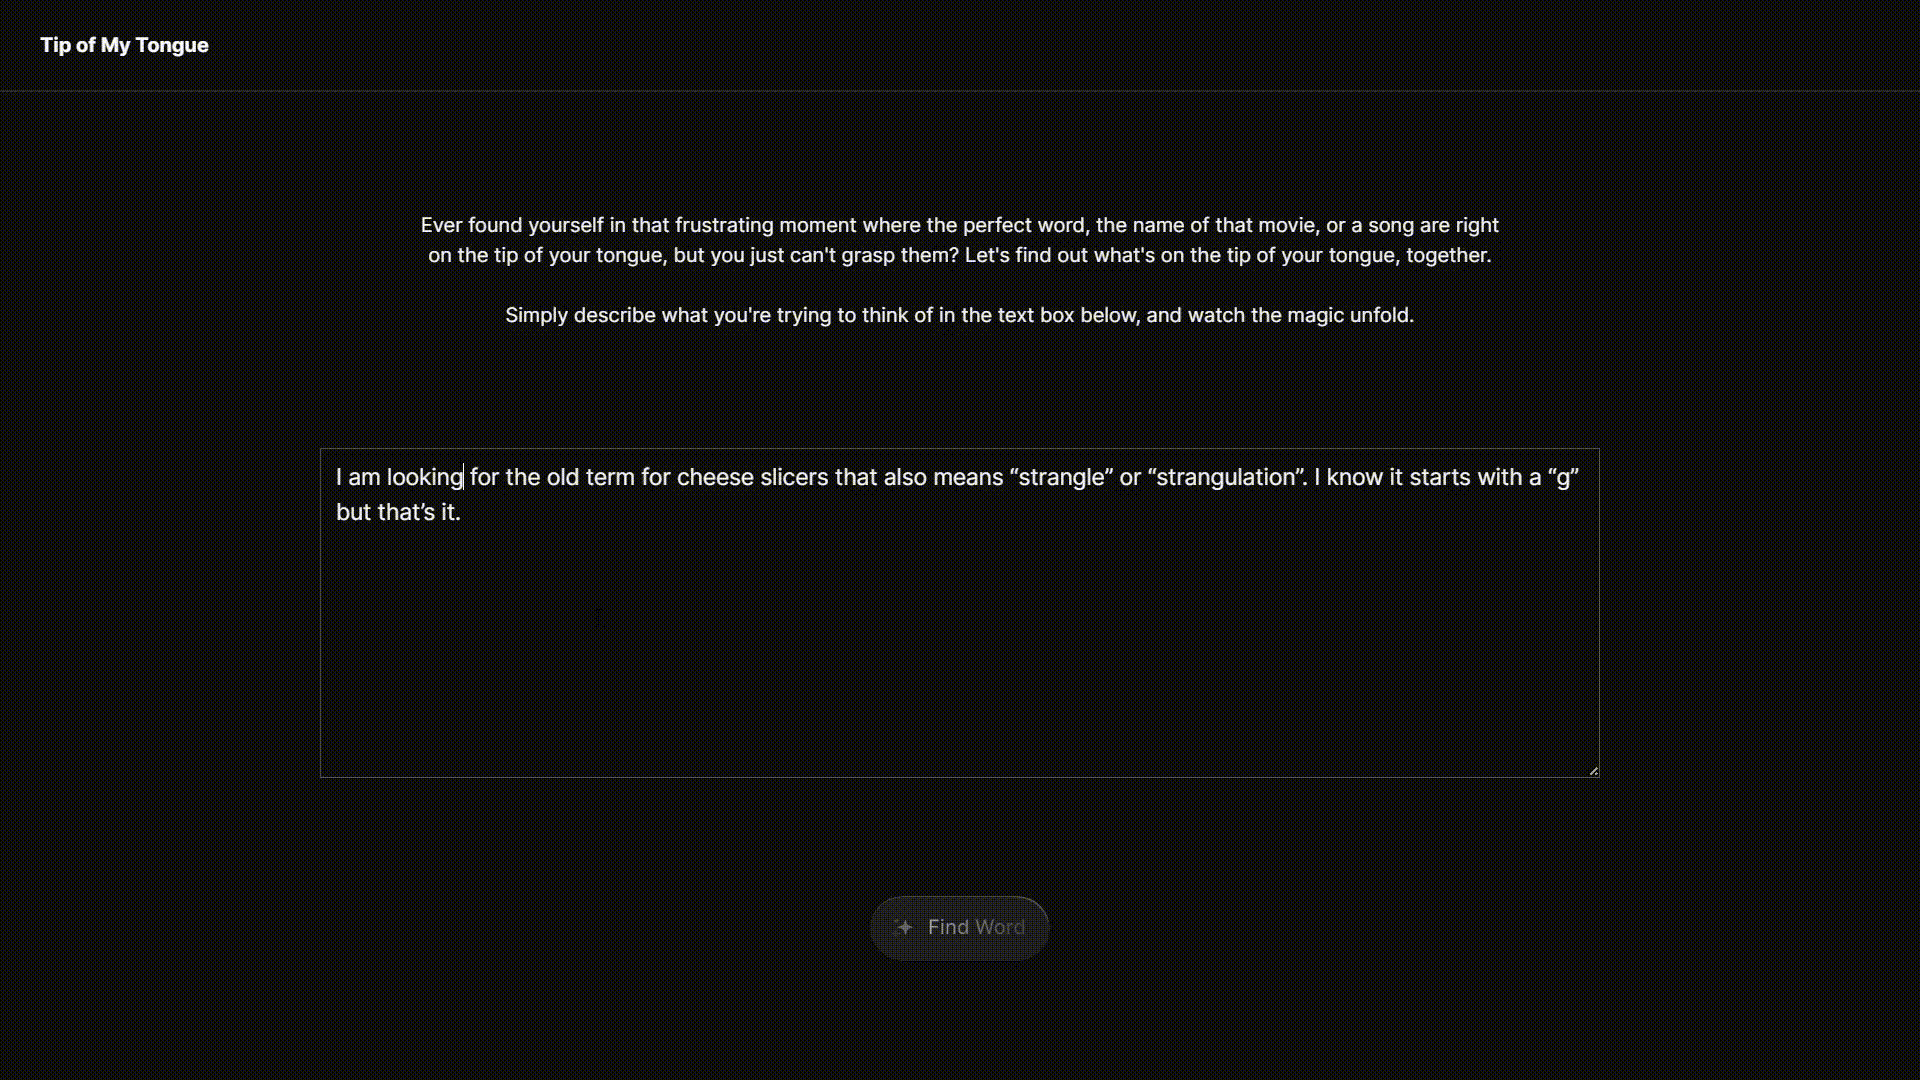 Tip of My Tongue
Ever found yourself in that frustrating moment where the perfect word, the name of that movie, or a song are right
on the tip of your tongue, but you just can't grasp them? Let's find out what's on the tip of your tongue, together.
Simply describe what you're trying to think of in the text box below, and watch the magic unfold.
I am looking for the old term for cheese slicers that also means “strangle” or “strangulation”. I know it starts with a “g”
but that’s it.
Find Word